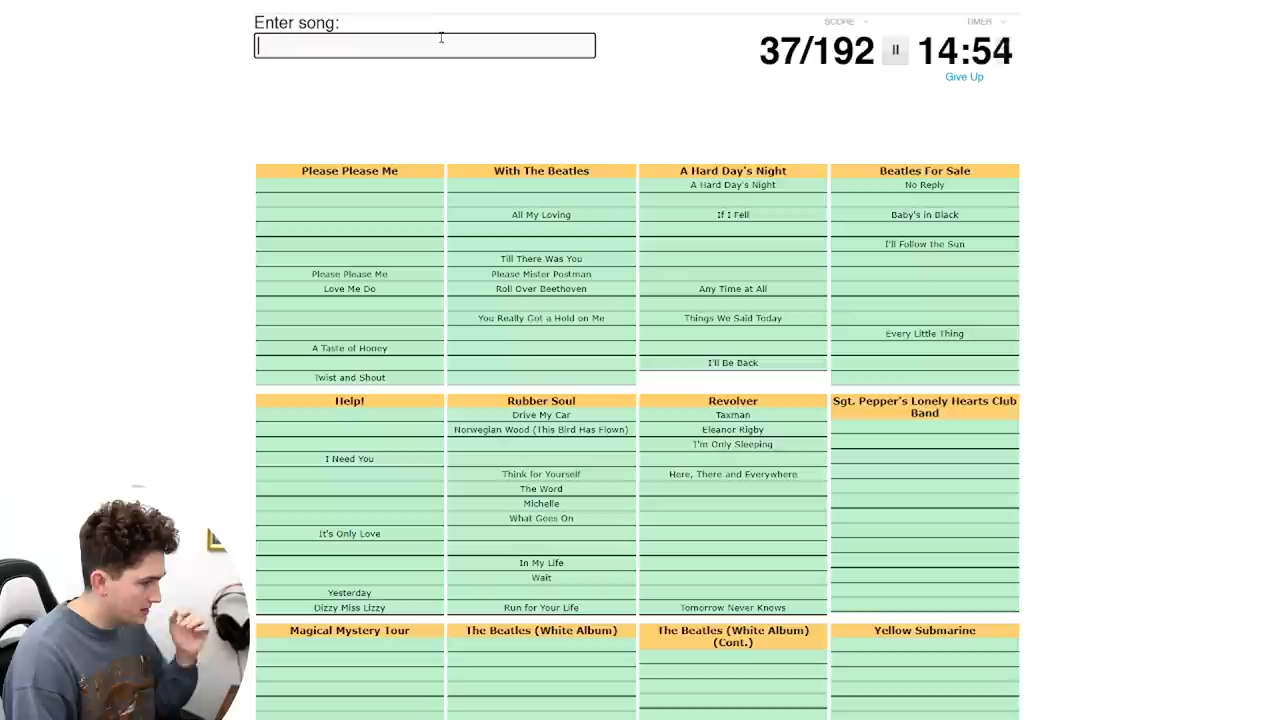 Enter song:
SCORE
TIMER
37/192
14:54
Give Up
Please Please Me
With The Beatles
A Hard Day's Night
Beatles For Sale
A Hard Day's Night
No Reply
All My Loving
If I Fell
Baby's in Black
I'll Follow the Sun
Till There Was You
Please Please Me
Please Mister Postman
Love Me Do
Roll Over Beethoven
Any Time at All
You Really Got a Hold on Me
Things We Said Today
Every Little Thing
A Taste of Honey
I'll Be Back
Twist and Shout
Help!
Rubber Soul
Revolver
Sgt. Pepper's Lonely Hearts Club
Band
Drive My Car
Taxman
Norwegian Wood (This Bird Has Flown)
Eleanor Rigby
I'm Only Sleeping
I Need You
Think for Yourself
Here, There and Everywhere
The Word
Michelle
What Goes On
It's Only Love
In My Life
Wait
Yesterday
Dizzy Miss Lizzy
Run for Your Life
Tomorrow Never Knows
Magical Mystery Tour
The Beatles (White Album)
The Beatles (White Album)
(Cont.)
Yellow Submarine